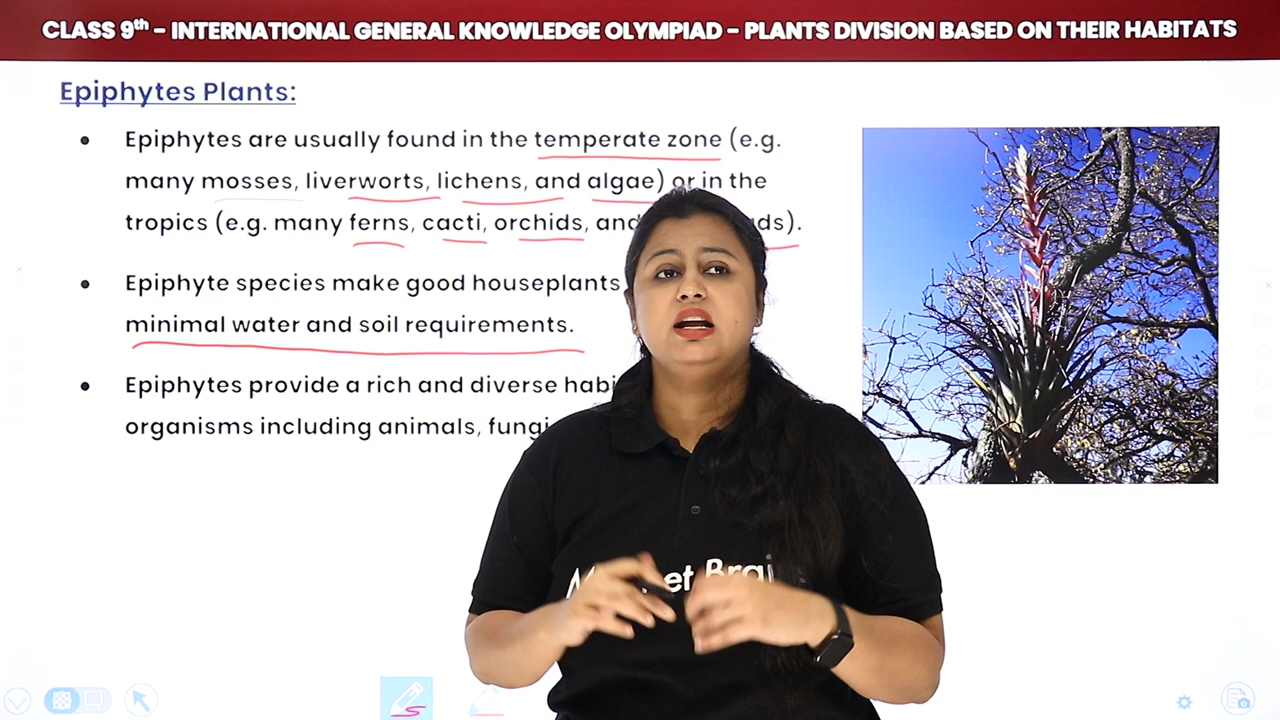 CLASS 9th – INTERNATIONAL GENERAL KNOWLEDGE OLYMPIAD – PLANTS DIVISION BASED ON THEIR HABITATS
Epiphytes Plants:
• Epiphytes are usually found in the temperate zone (e.g.
many mosses, liverworts, lichens, and algae) or in the
tropics (e.g. many ferns, cacti, orchids, and ds).
• Epiphyte species make good houseplants
minimal water and soil requirements.
• Epiphytes provide a rich and diverse habi
organisms including animals, fungi